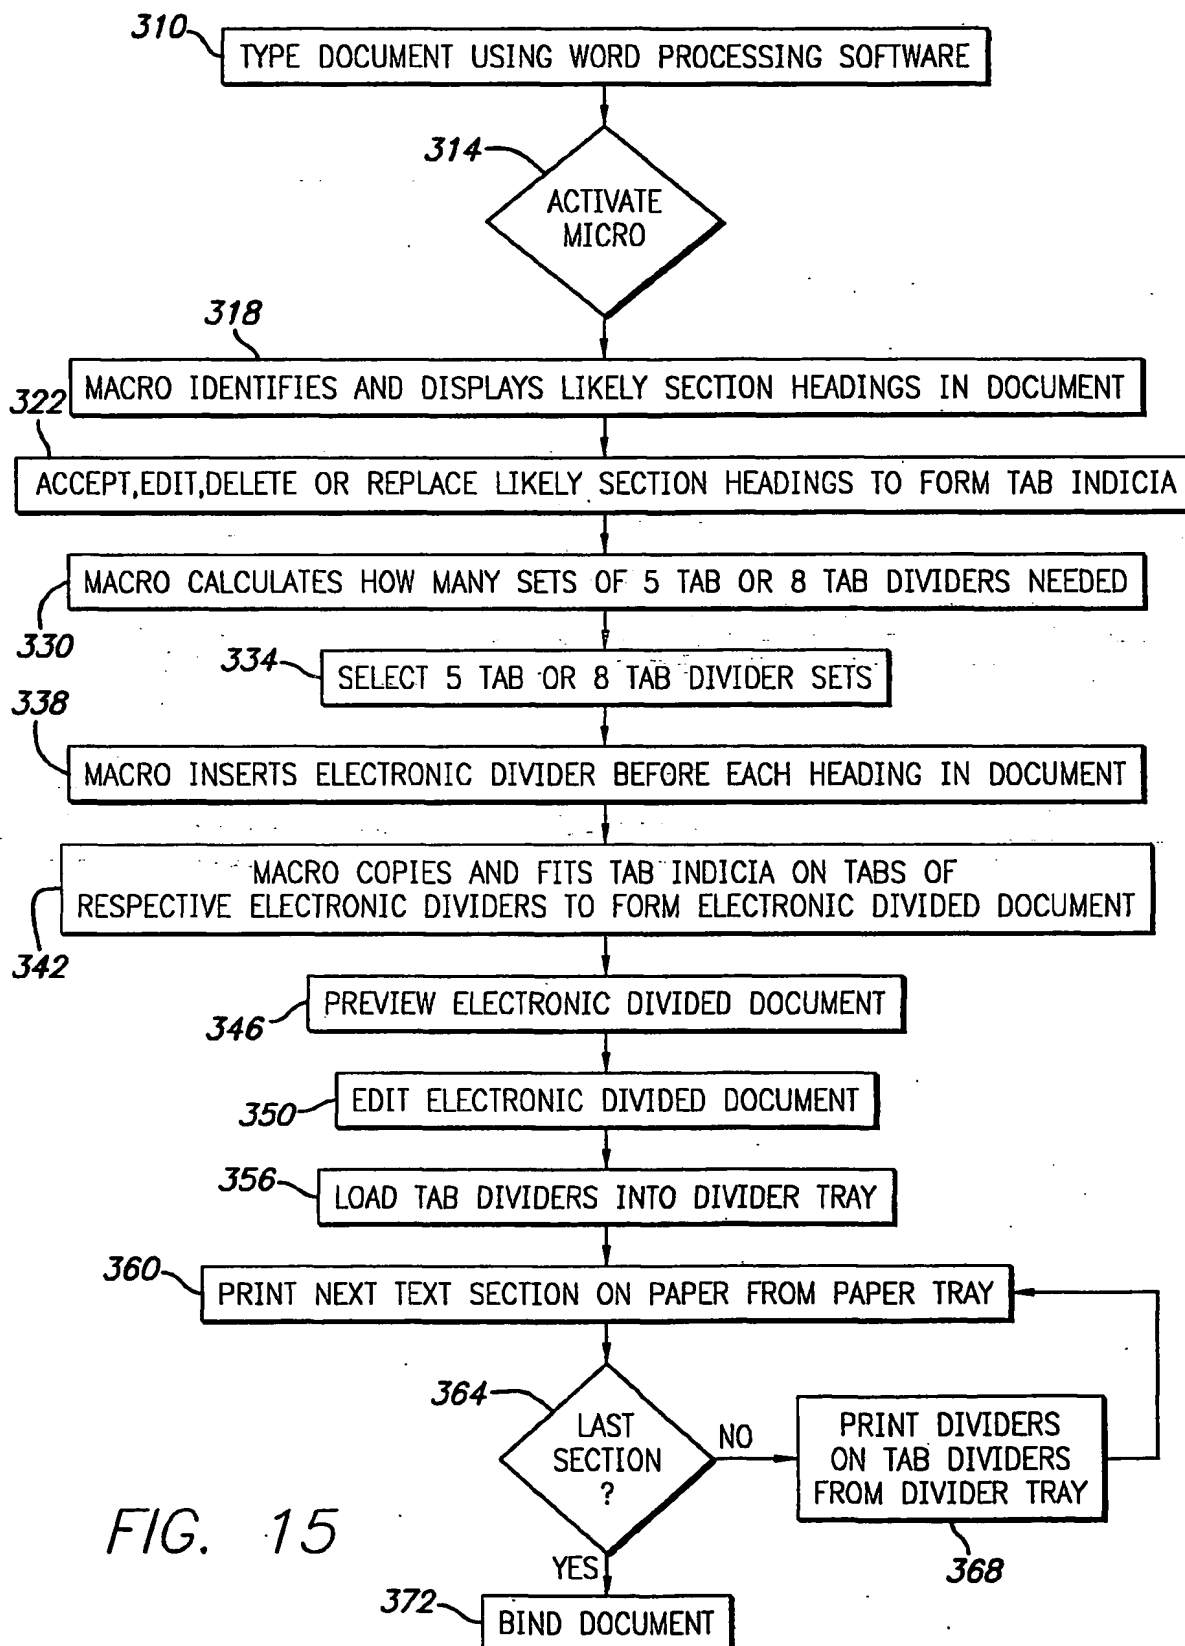 310
TYPE DOCUMENT USING WORD PROCESSING SOFTWARE
314
ACTIVATE
MICRO
318
MACRO IDENTIFIES AND DISPLAYS LIKELY SECTION HEADINGS IN DOCUMENT
322
ACCEPT,EDIT,DELETE OR REPLACE LIKELY SECTION HEADINGS TO FORM TAB INDICIA
MACRO CALCULATES HOW MANY SETS OF 5 TAB OR 8 TAB DIVIDERS NEEDED
330
334
SELECT 5 TAB OR 8 TAB DIVIDER SETS
338
MACRO INSERTS ELECTRONIC DIVIDER BEFORE EACH HEADING IN DOCUMENT
MACRO COPIES AND FITS TAB INDICIA ON TABS OF
RESPECTIVE ELECTRONIC DIVIDERS TO FORM ELECTRONIC DIVIDED DOCUMENT
342
PREVIEW ELECTRONIC DIVIDED DOCUMENT
346
EDIT ELECTRONIC DIVIDED DOCUMENT
350
356
LOAD TAB DIVIDERS INTO DIVIDER TRAY
360
PRINT NEXT TEXT SECTION ON PAPER FROM PAPER TRAY
364
LAST
SECTION
?
NO
PRINT DIVIDERS
ON TAB DIVIDERS
FROM DIVIDER TRAY
368
YES
372
BIND DOCUMENT
FIG. 15